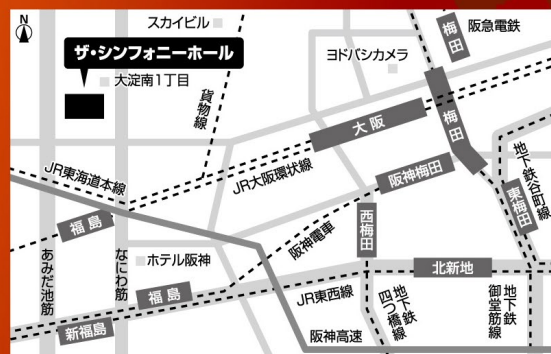 N
スカイビル
ザ・シンフォニーホール
大淀南1丁目
貨物線
ヨドバシカメラ
梅田
阪急電鉄
大阪
梅田
地下鉄谷町線
JR東海道本線
JR大阪環状線
阪神梅田
東梅田
福島
西梅田
阪神電車
あみだ池筋
なにわ筋
ホテル阪神
北新地
福島
JR東西線
地下鉄
四つ橋線
地下鉄
御堂筋線
新福島
阪神高速